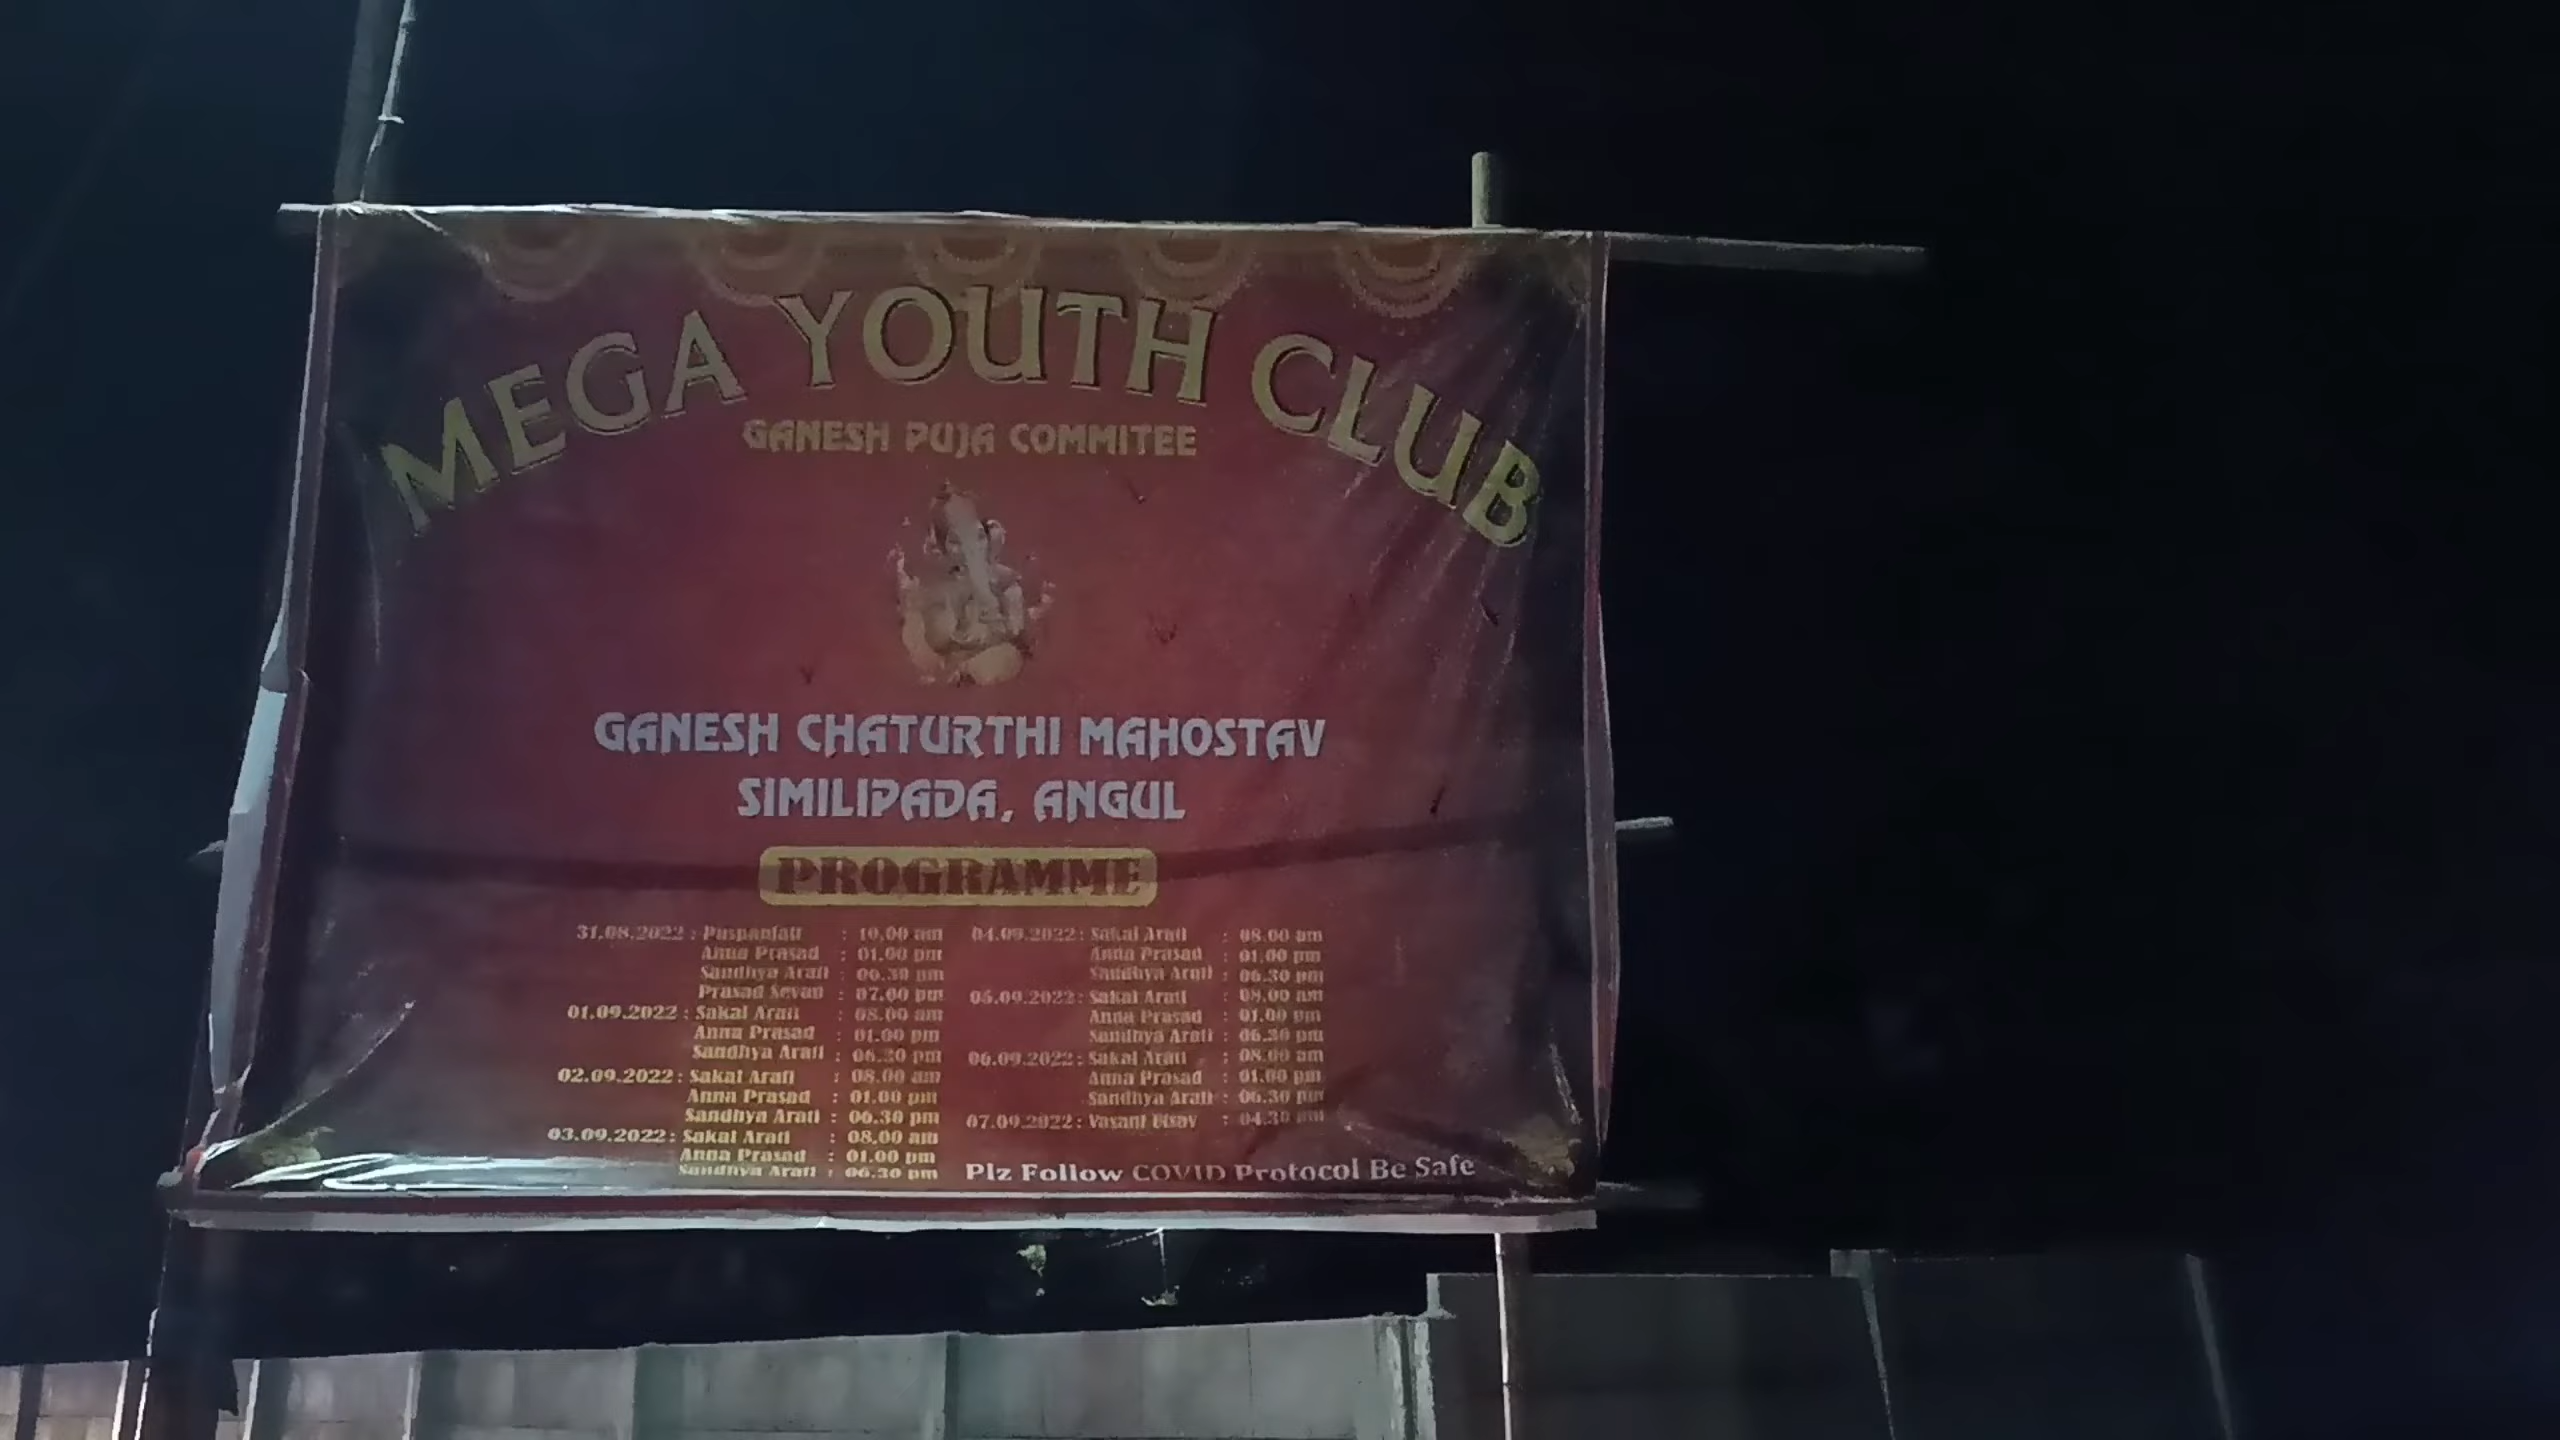 MEGA YOUTH CLUB
GANESH PUJA COMMITEE
GANESH CHATURTHI MAHOSTAV
SIMILIPADA, ANGUL
PROGRAMME
31.08.2022 : Puspanjali : 10.00 am
Anna Prasad : 01.00 pm
Sandhya Arati : 06.30 pm
Prasad Sevan : 07.00 pm
01.09.2022 : Sakal Arati : 08.00 am
Anna Prasad : 01.00 pm
Sandhya Arati : 06.30 pm
02.09.2022 : Sakal Arati : 08.00 am
Anna Prasad : 01.00 pm
Sandhya Arati : 06.30 pm
03.09.2022 : Sakal Arati : 08.00 am
Anna Prasad : 01.00 pm
Sandhya Arati : 06.30 pm
04.09.2022 : Sakal Arati : 08.00 am
Anna Prasad : 01.00 pm
Sandhya Arati : 06.30 pm
05.09.2022 : Sakal Arati : 08.00 am
Anna Prasad : 01.00 pm
Sandhya Arati : 06.30 pm
06.09.2022 : Sakal Arati : 08.00 am
Anna Prasad : 01.00 pm
Sandhya Arati : 06.30 pm
07.09.2022 : : 04.30
Plz Follow COVID Protocol Be Safe